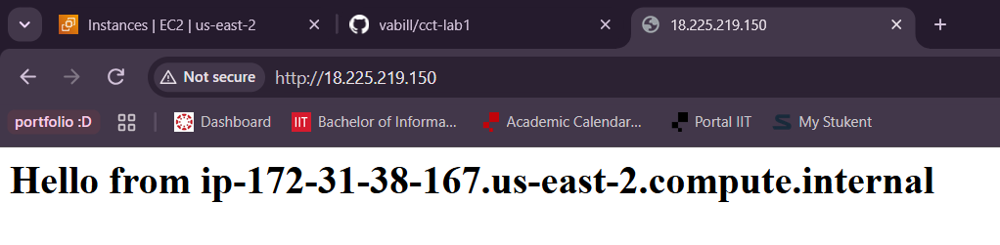 Instances | EC2 | us-east-2
vabill/cct-lab1
18.225.219.150
Not secure
http://18.225.219.150
portfolio :D
Dashboard
IIT
Bachelor of Informa...
Academic Calendar...
Portal IIT
My Stukent
Hello from ip-172-31-38-167.us-east-2.compute.internal